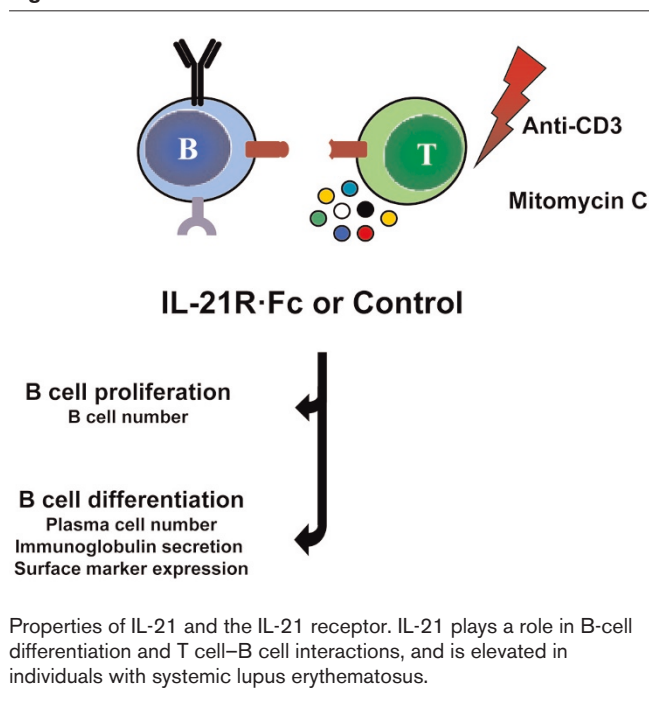 B
T
Anti-CD3
Mitomycin C
IL-21R·Fc or Control
B cell proliferation
B cell number
B cell differentiation
Plasma cell number
Immunoglobulin secretion
Surface marker expression
Properties of IL-21 and the IL-21 receptor. IL-21 plays a role in B-cell
differentiation and T cell–B cell interactions, and is elevated in
individuals with systemic lupus erythematosus.